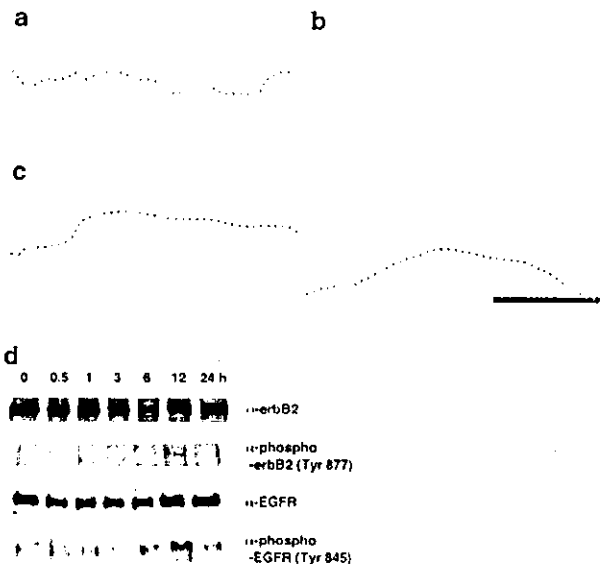 a
b
c
d
0 0.5 1 3 6 12 24 h
α-erbB2
α-phospho
-erbB2 (Tyr 877)
α-EGFR
α-phospho
-EGFR (Tyr 845)